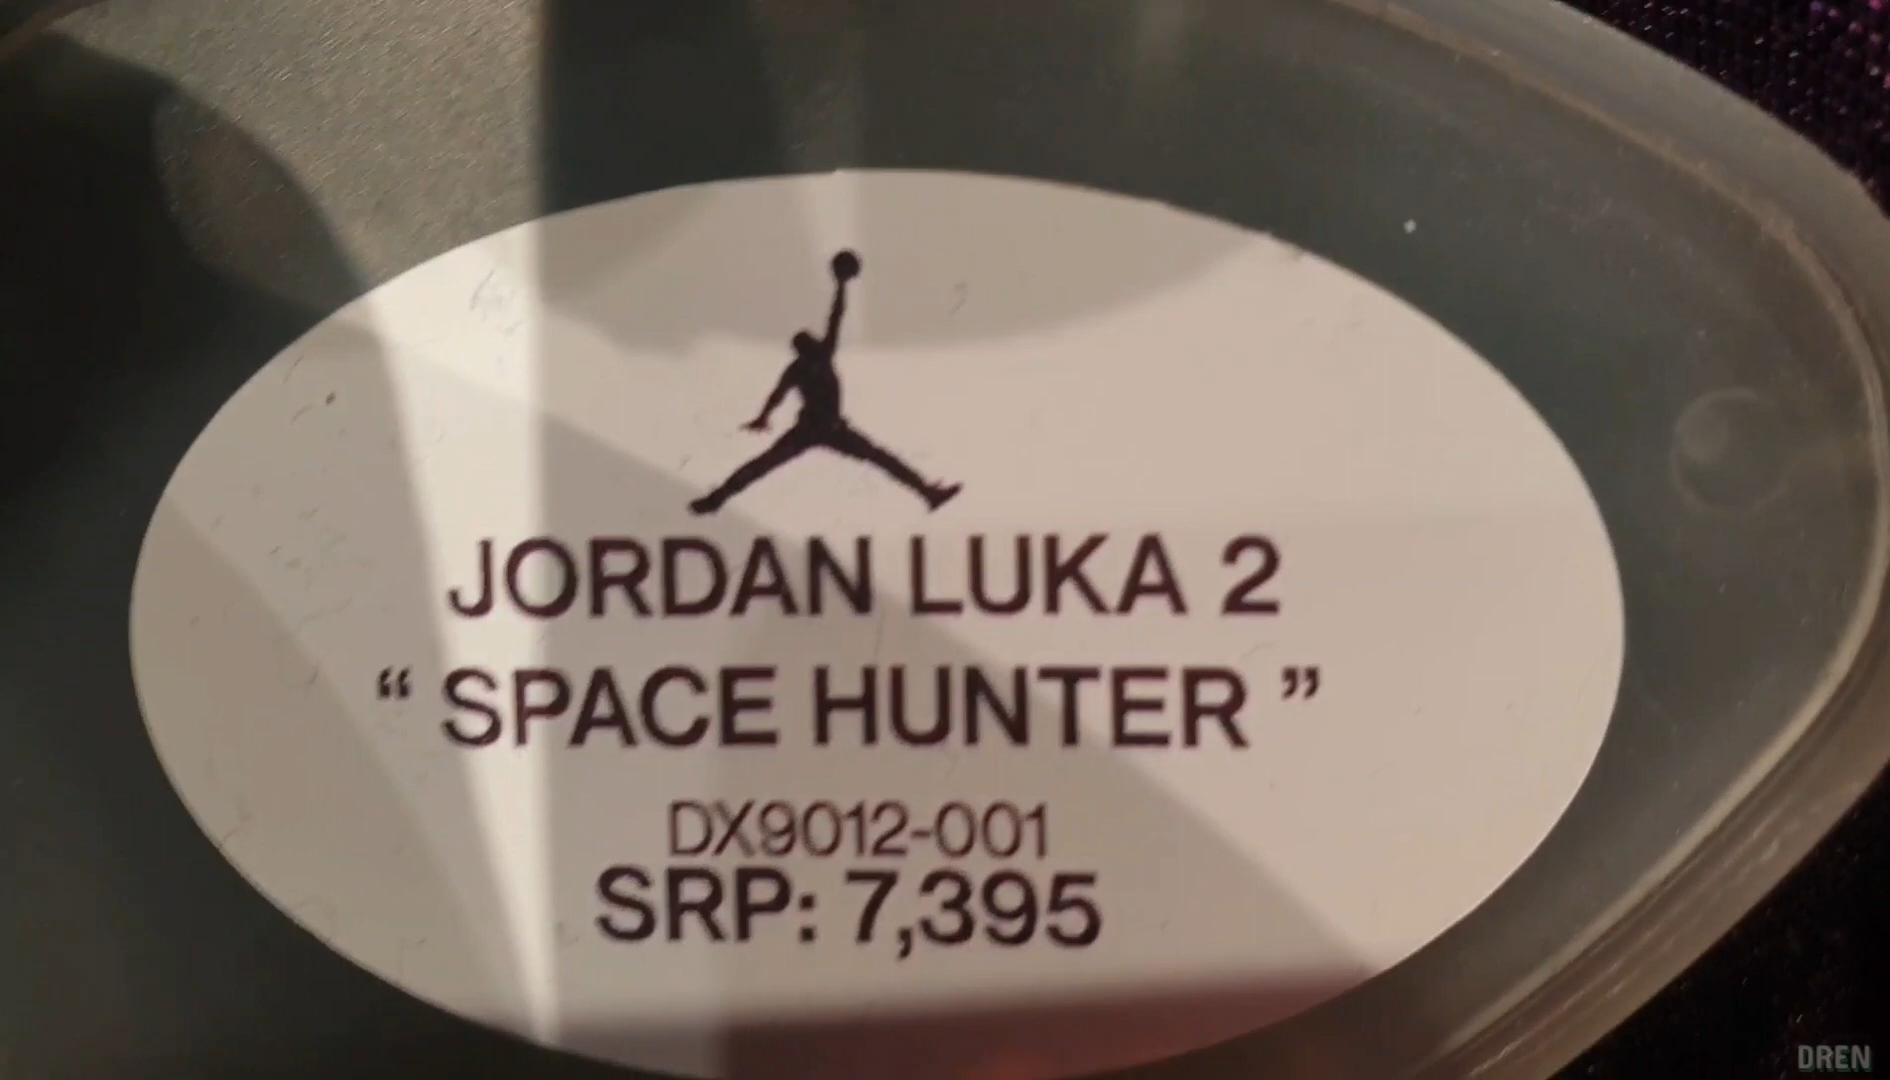 JORDAN LUKA 2
“ SPACE HUNTER ”
DX9012-001
SRP: 7,395
DREN